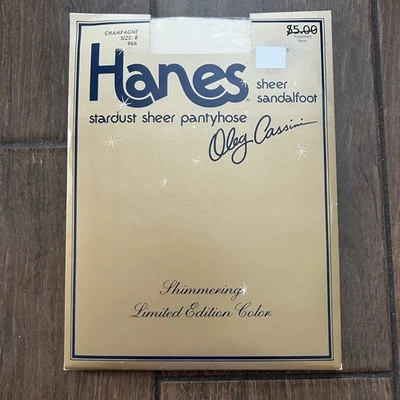 CHAMPAGNE
SIZE: B
966
$5.00
Hanes
sheer
sandalfoot
stardust sheer pantyhose
Oleg Cassini
Shimmering
Limited Edition Color